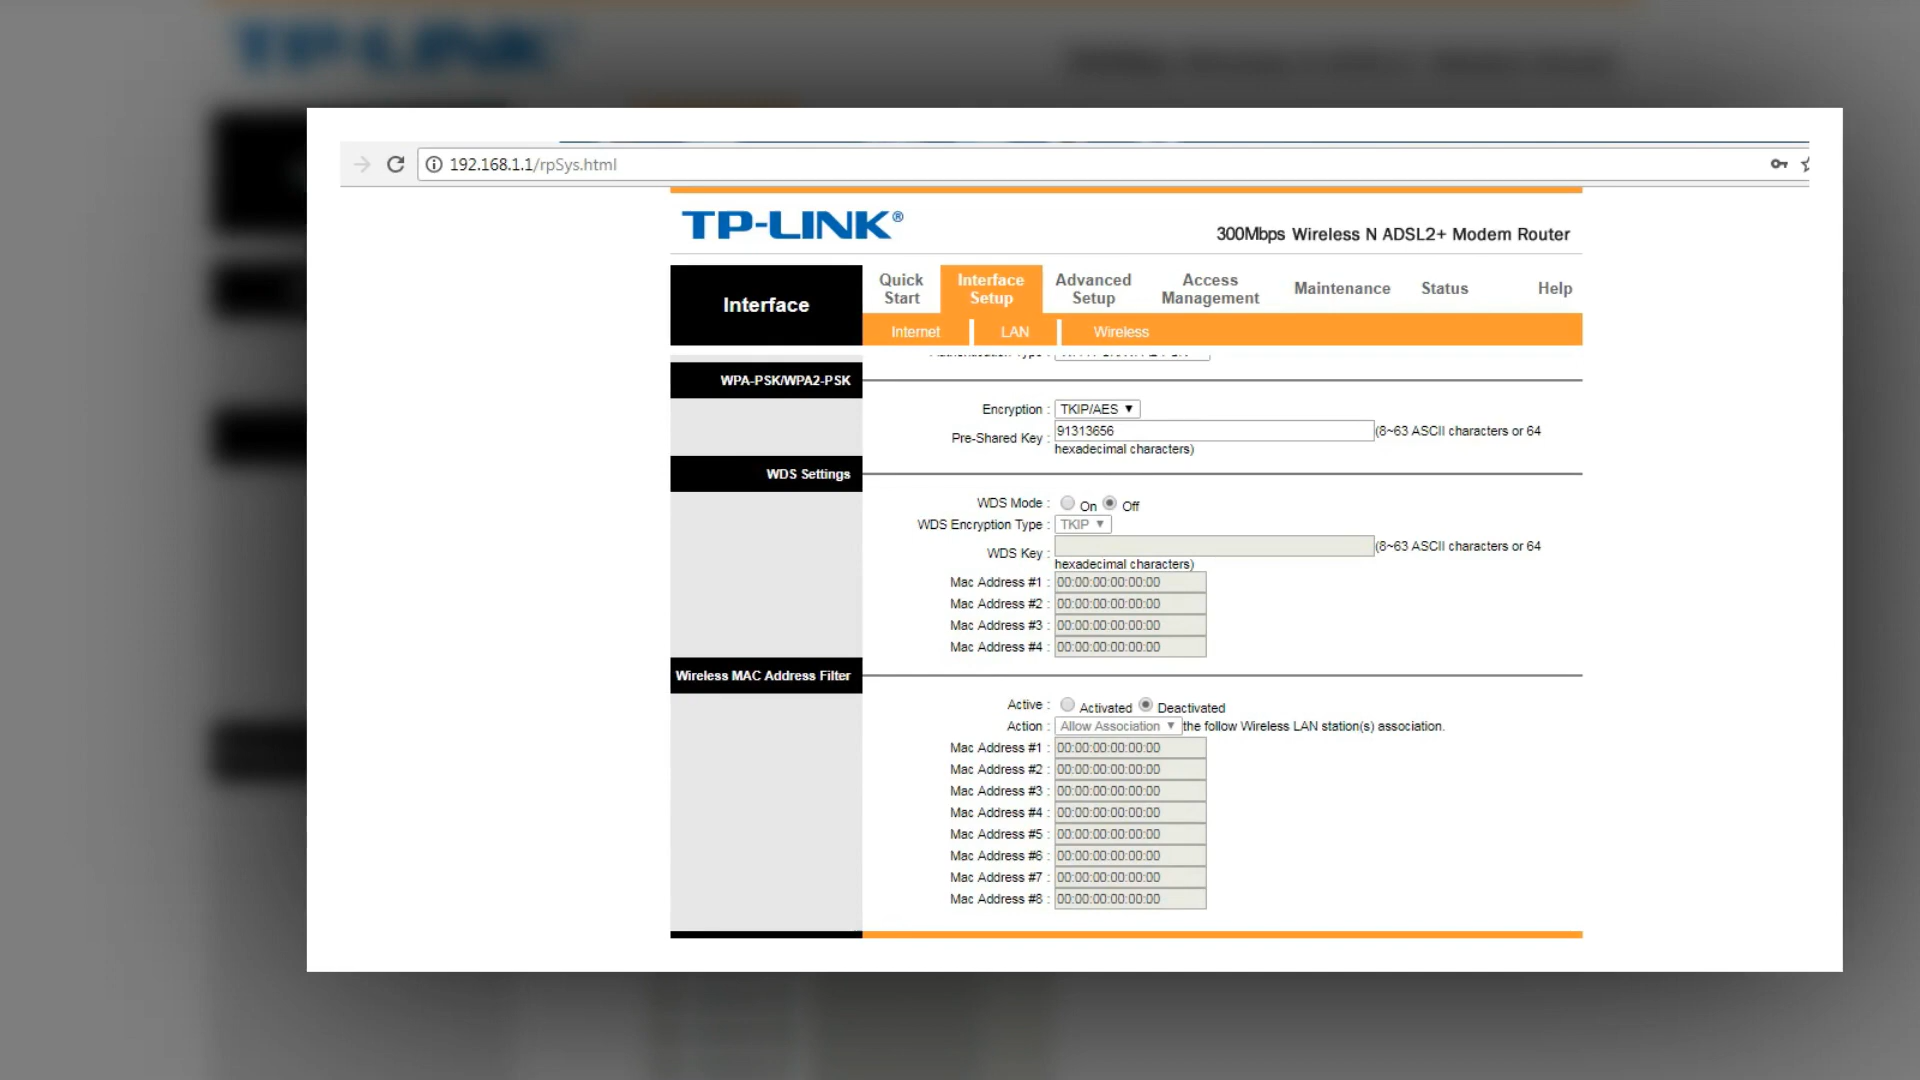 TP-LINK
192.168.1.1/rpSys.html
TP-LINK®
300Mbps Wireless N ADSL2+ Modem Router
Interface
Quick Start
Interface Setup
Advanced Setup
Access Management
Maintenance
Status
Help
Internet
LAN
Wireless
WPA-PSK/WPA2-PSK
Encryption : TKIP/AES
Pre-Shared Key : 91313656 (8~63 ASCII characters or 64
hexadecimal characters)
WDS Settings
WDS Mode : On Off
WDS Encryption Type : TKIP
WDS Key : (8~63 ASCII characters or 64
hexadecimal characters)
Mac Address #1 : 00:00:00:00:00:00
Mac Address #2 : 00:00:00:00:00:00
Mac Address #3 : 00:00:00:00:00:00
Mac Address #4 : 00:00:00:00:00:00
Wireless MAC Address Filter
Active : Activated Deactivated
Action : Allow Association the follow Wireless LAN station(s) association.
Mac Address #1 : 00:00:00:00:00:00
Mac Address #2 : 00:00:00:00:00:00
Mac Address #3 : 00:00:00:00:00:00
Mac Address #4 : 00:00:00:00:00:00
Mac Address #5 : 00:00:00:00:00:00
Mac Address #6 : 00:00:00:00:00:00
Mac Address #7 : 00:00:00:00:00:00
Mac Address #8 : 00:00:00:00:00:00